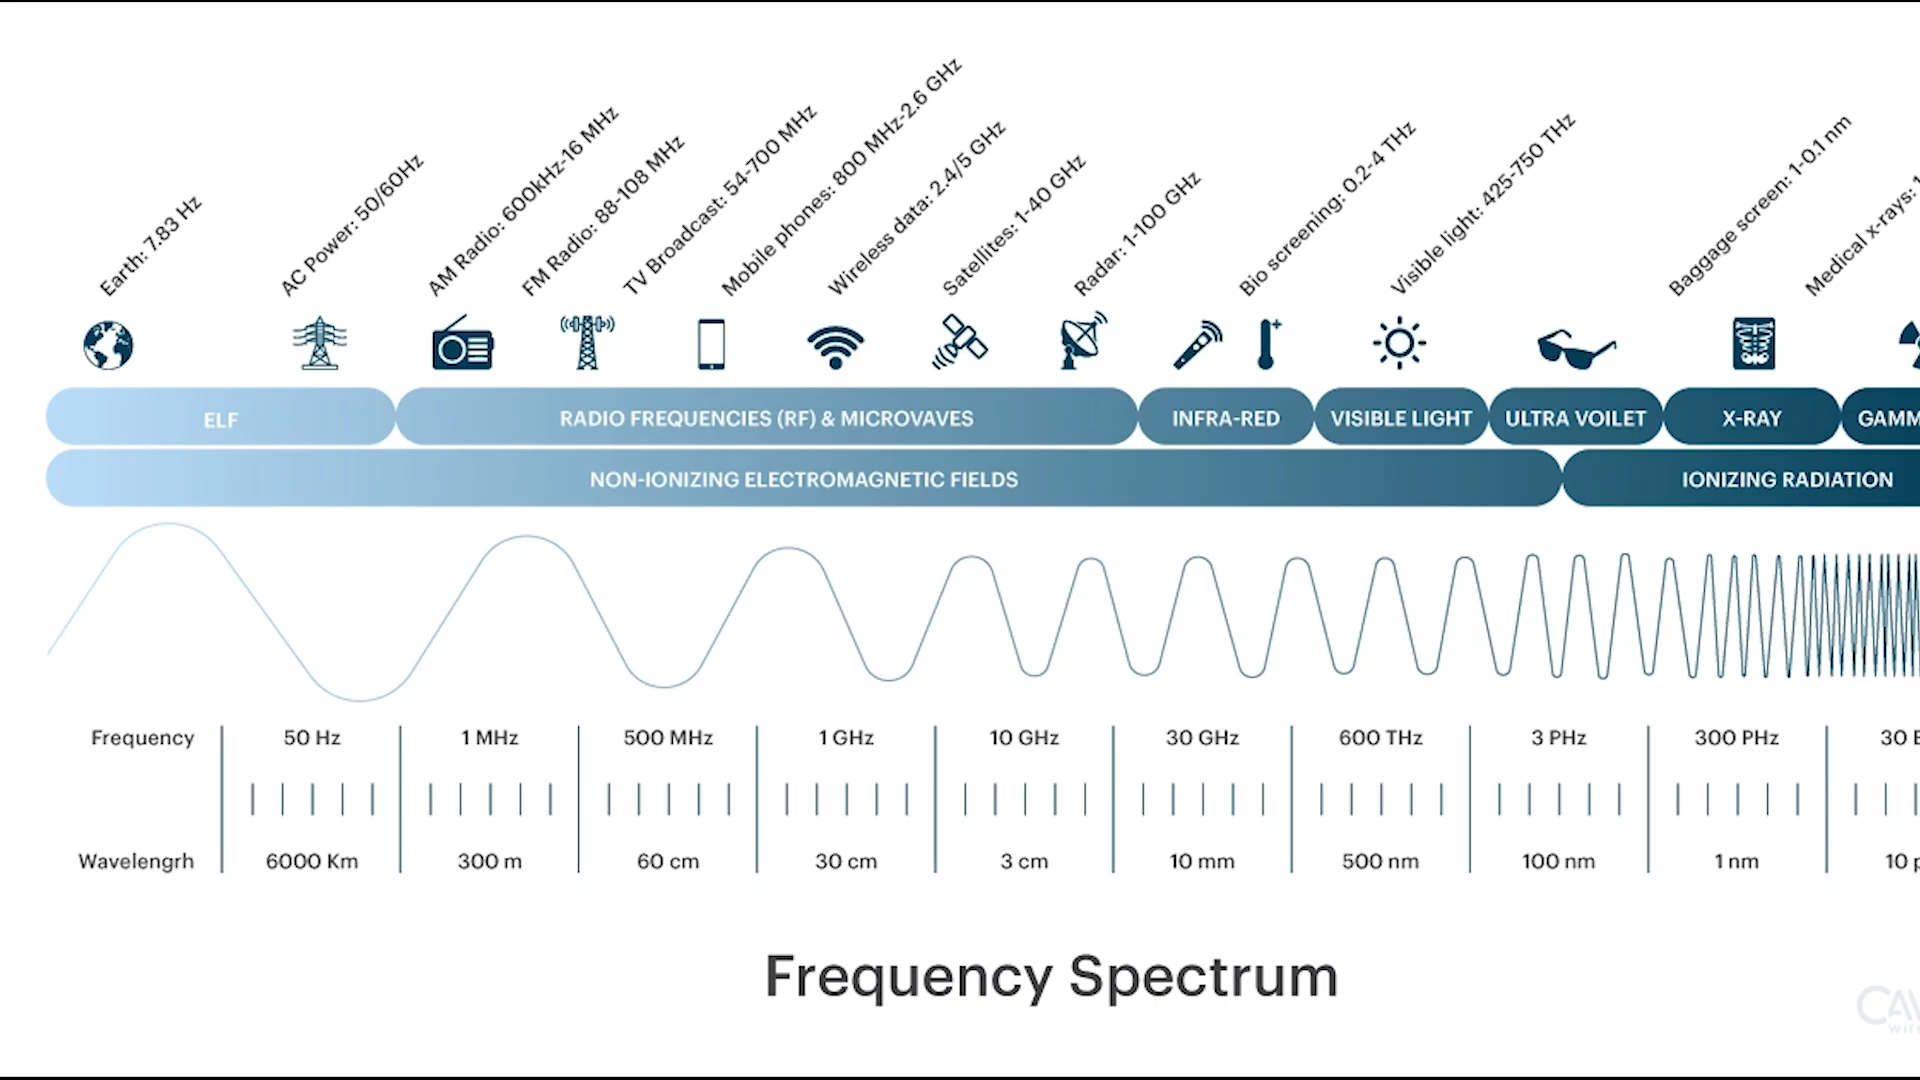 Earth: 7.83 Hz
AC Power: 50/60Hz
AM Radio: 600kHz-16 MHz
FM Radio: 88-108 MHz
TV Broadcast: 54-700 MHz
Mobile phones: 800 MHz-2.6 GHz
Wireless data: 2.4/5 GHz
Satellites: 1-40 GHz
Radar: 1-100 GHz
Bio screening: 0.2-4 THz
Visible light: 425-750 THz
Baggage screen: 1-0.1 nm
Medical x-rays:
ELF
RADIO FREQUENCIES (RF) & MICROVAVES
INFRA-RED
VISIBLE LIGHT
ULTRA VOILET
X-RAY
GAMM
NON-IONIZING ELECTROMAGNETIC FIELDS
IONIZING RADIATION
Frequency 50 Hz 1 MHz 500 MHz 1 GHz 10 GHz 30 GHz 600 THz 3 PHz 300 PHz 30
Wavelengrh 6000 Km 300 m 60 cm 30 cm 3 cm 10 mm 500 nm 100 nm 1 nm 10
Frequency Spectrum